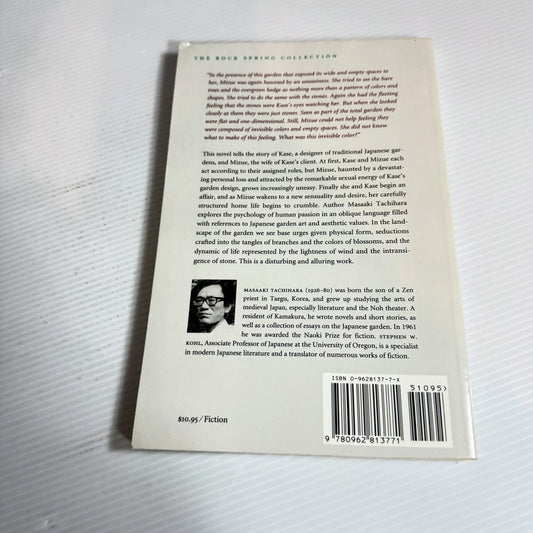 THE ROCK SPRING COLLECTION
"In the presence of this garden that exposed its wide and empty spaces to
her, Mizue was again haunted by an uneasiness. She tried to see the bare
trees and the evergreen hedge as nothing more than a pattern of colors and
shapes. She tried to do the same with the stones. Again she had the fleeting
feeling that the stones were Kase's eyes watching her. But when she looked
closely at them they were just stones. Seen as part of the total garden they
were flat and one-dimensional. Still, Mizue could not help feeling they
were composed of invisible colors and empty spaces. She did not know
what to make of this feeling. What was this invisible color?"
This novel tells the story of Kase, a designer of traditional Japanese gar-
dens, and Mizue, the wife of Kase's client. At first, Kase and Mizue each
act according to their assigned roles, but Mizue, haunted by a devastat-
ing personal loss and attracted by the remarkable sexual energy of Kase's
garden design, grows increasingly uneasy. Finally she and Kase begin an
affair, and as Mizue wakens to a new sensuality and desire, her carefully
structured home life begins to crumble. Author Masaaki Tachihara
explores the psychology of human passion in an oblique language filled
with references to Japanese garden art and aesthetic values. In the land-
scape of the garden we see base urges given physical form, seductions
crafted into the tangles of branches and the colors of blossoms, and the
dynamic of life represented by the lightness of wind and the intransi-
gence of stone. This is a disturbing and alluring work.
MASAAKI TACHIHARA (1926–80) was born the son of a Zen
priest in Taegu, Korea, and grew up studying the arts of
medieval Japan, especially literature and the Noh theater. A
resident of Kamakura, he wrote novels and short stories, as
well as a collection of essays on the Japanese garden. In 1961
he was awarded the Naoki Prize for fiction. STEPHEN W.
KOHL, Associate Professor of Japanese at the University of Oregon, is a specialist
in modern Japanese literature and a translator of numerous works of fiction.
ISBN 0-9628137-7-X
51095>
$10.95 / Fiction
9 780962 813771